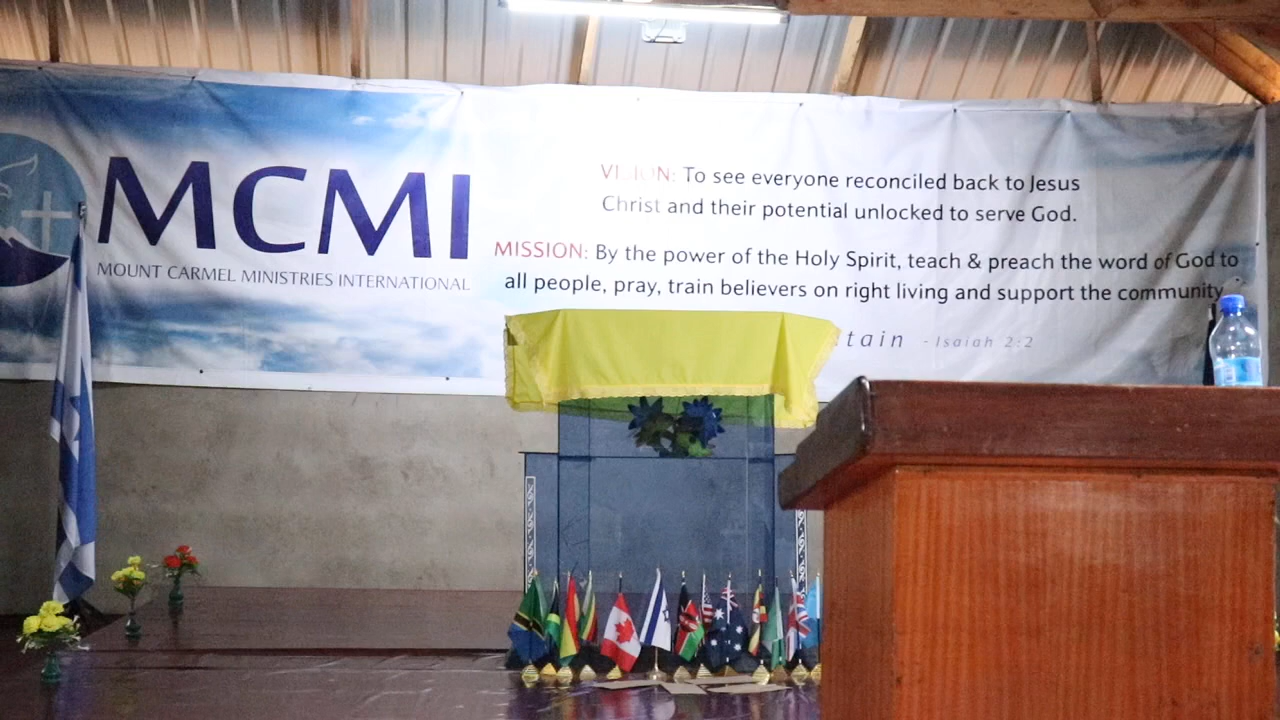 MCMI
MOUNT CARMEL MINISTRIES INTERNATIONAL
VISION: To see everyone reconciled back to Jesus
Christ and their potential unlocked to serve God.
MISSION: By the power of the Holy Spirit, teach & preach the word of God to
all people, pray, train believers on right living and support the community
- Isaiah 2:2